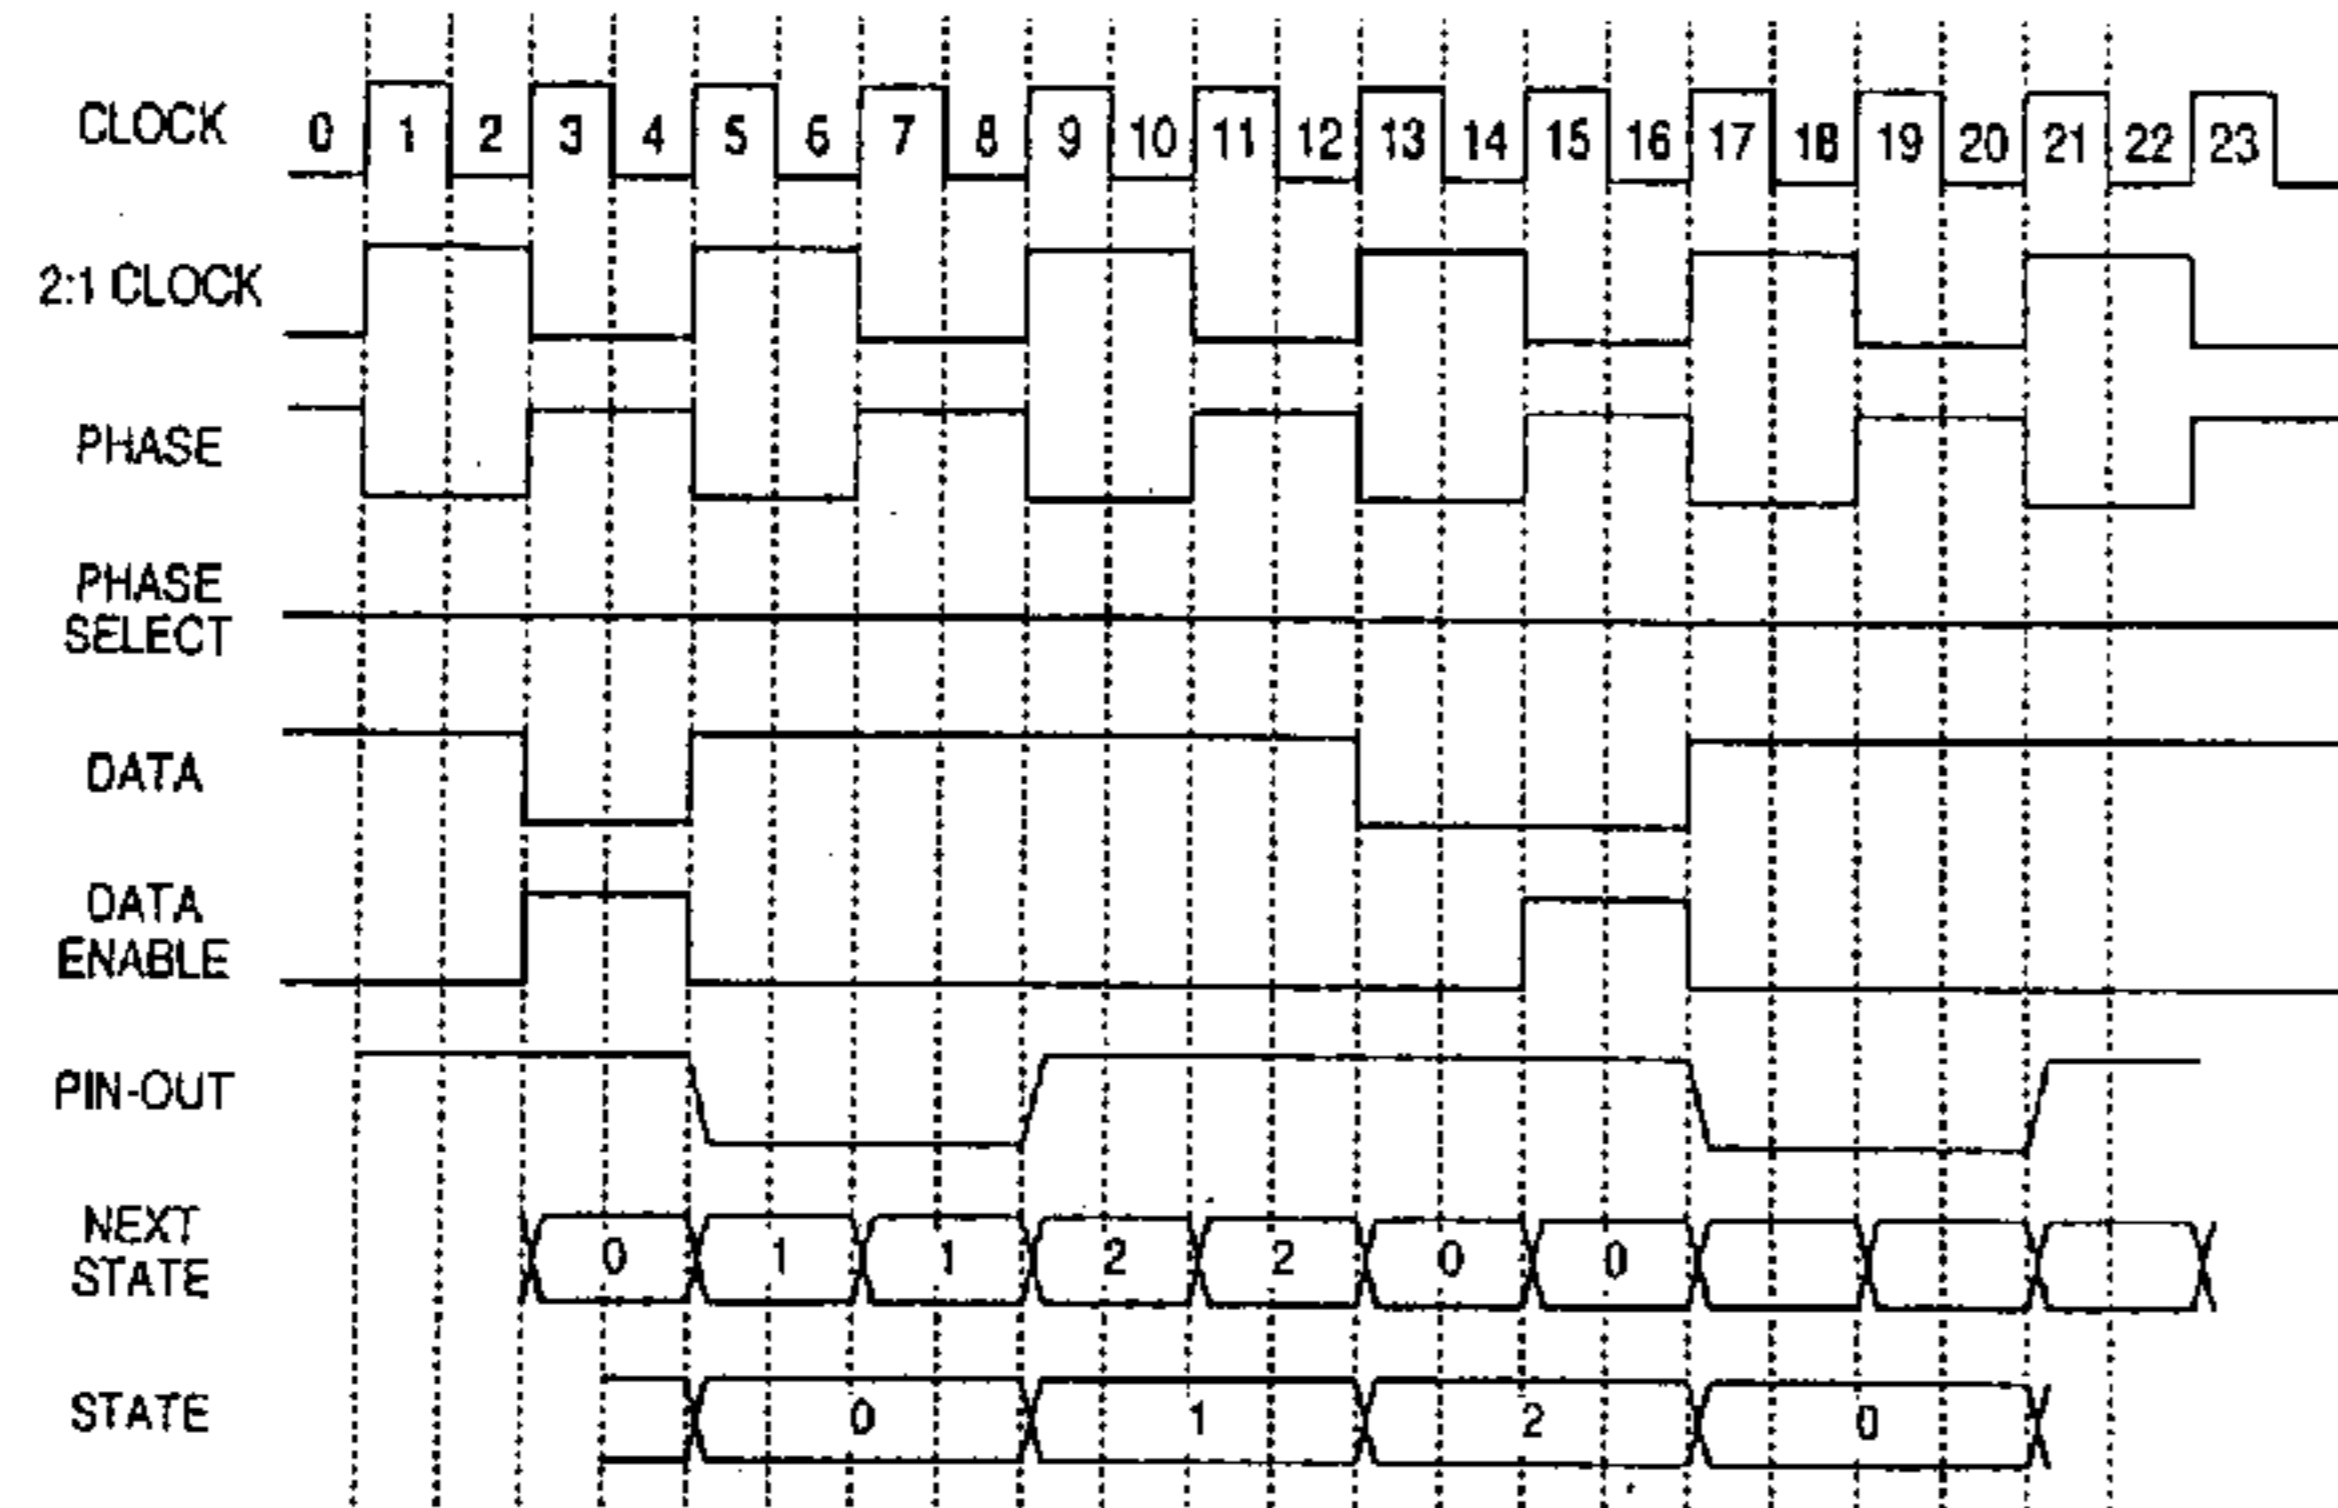 CLOCK 0 1 2 3 4 5 6 7 8 9 10 11 12 13 14 15 16 17 18 19 20 21 22 23
2:1 CLOCK
PHASE
PHASE
SELECT
DATA
DATA
ENABLE
PIN-OUT
NEXT
STATE
0 1 1 2 2 0 0
STATE 0 1 2 0